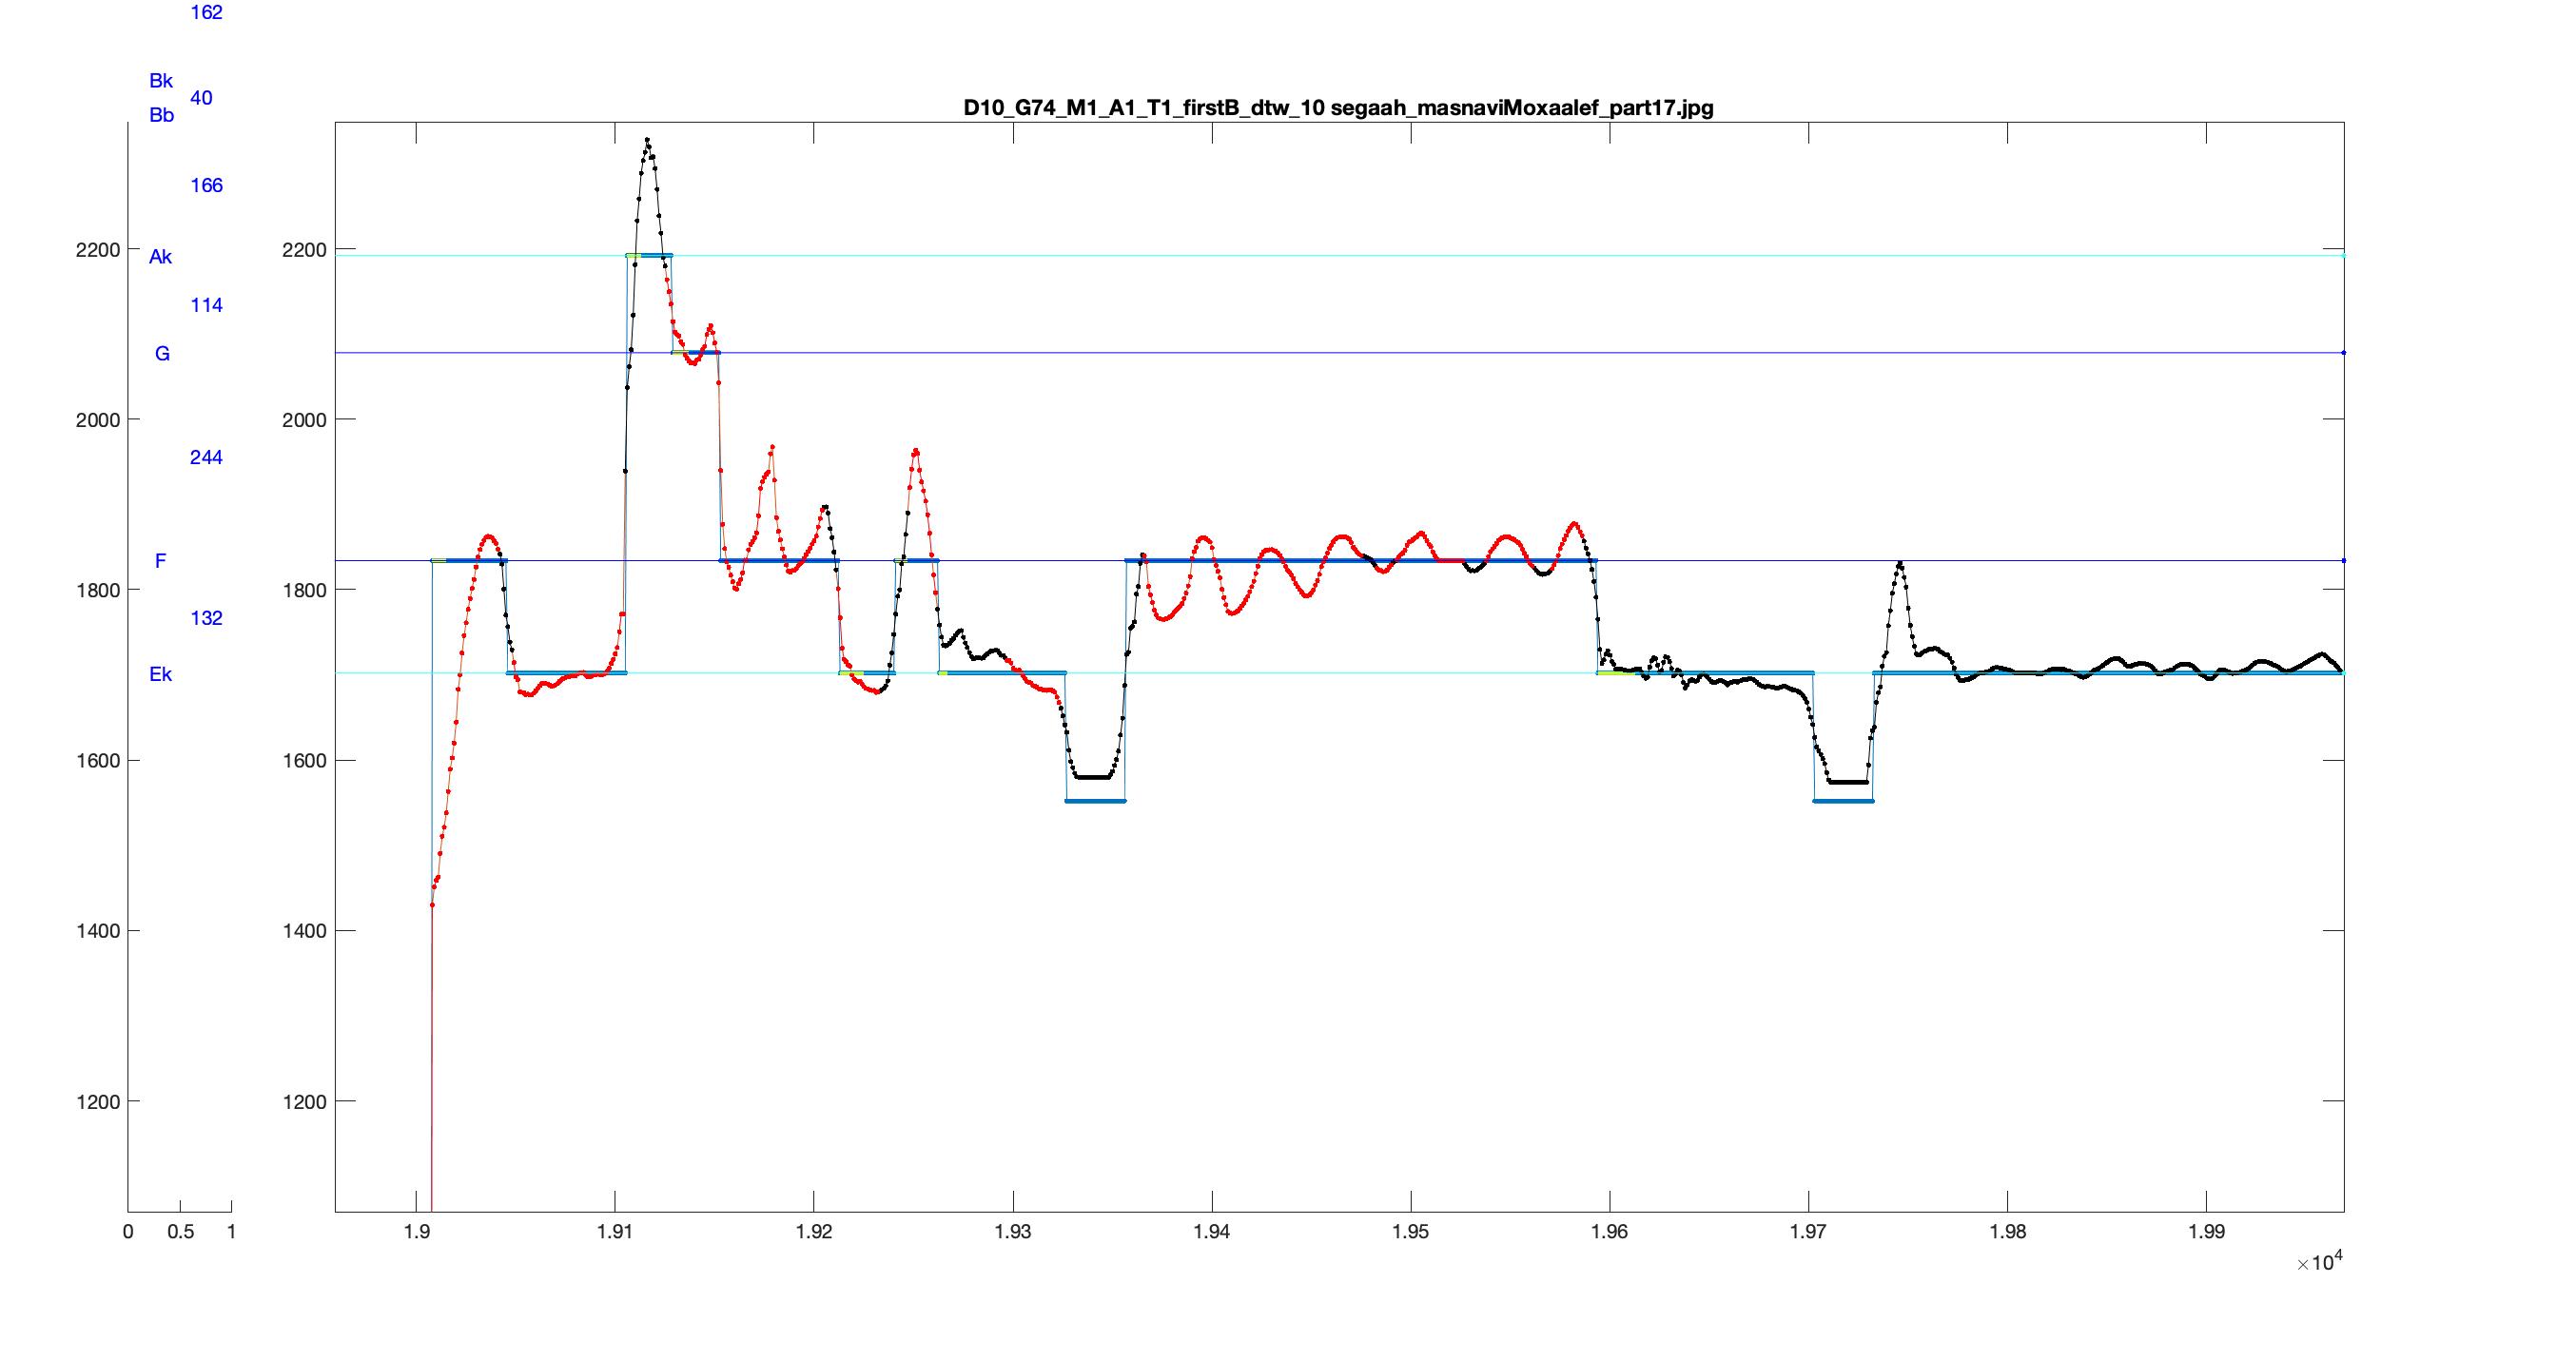 162
Bk
40
Bb
D10_G74_M1_A1_T1_firstB_dtw_10 segaah_masnaviMoxaalef_part17.jpg
166
2200 Ak 2200
114
G
2000 2000
244
F
1800 1800
132
Ek
1600 1600
1400 1400
1200 1200
0 0.5 1 1.9 1.91 1.92 1.93 1.94 1.95 1.96 1.97 1.98 1.99
×10⁴